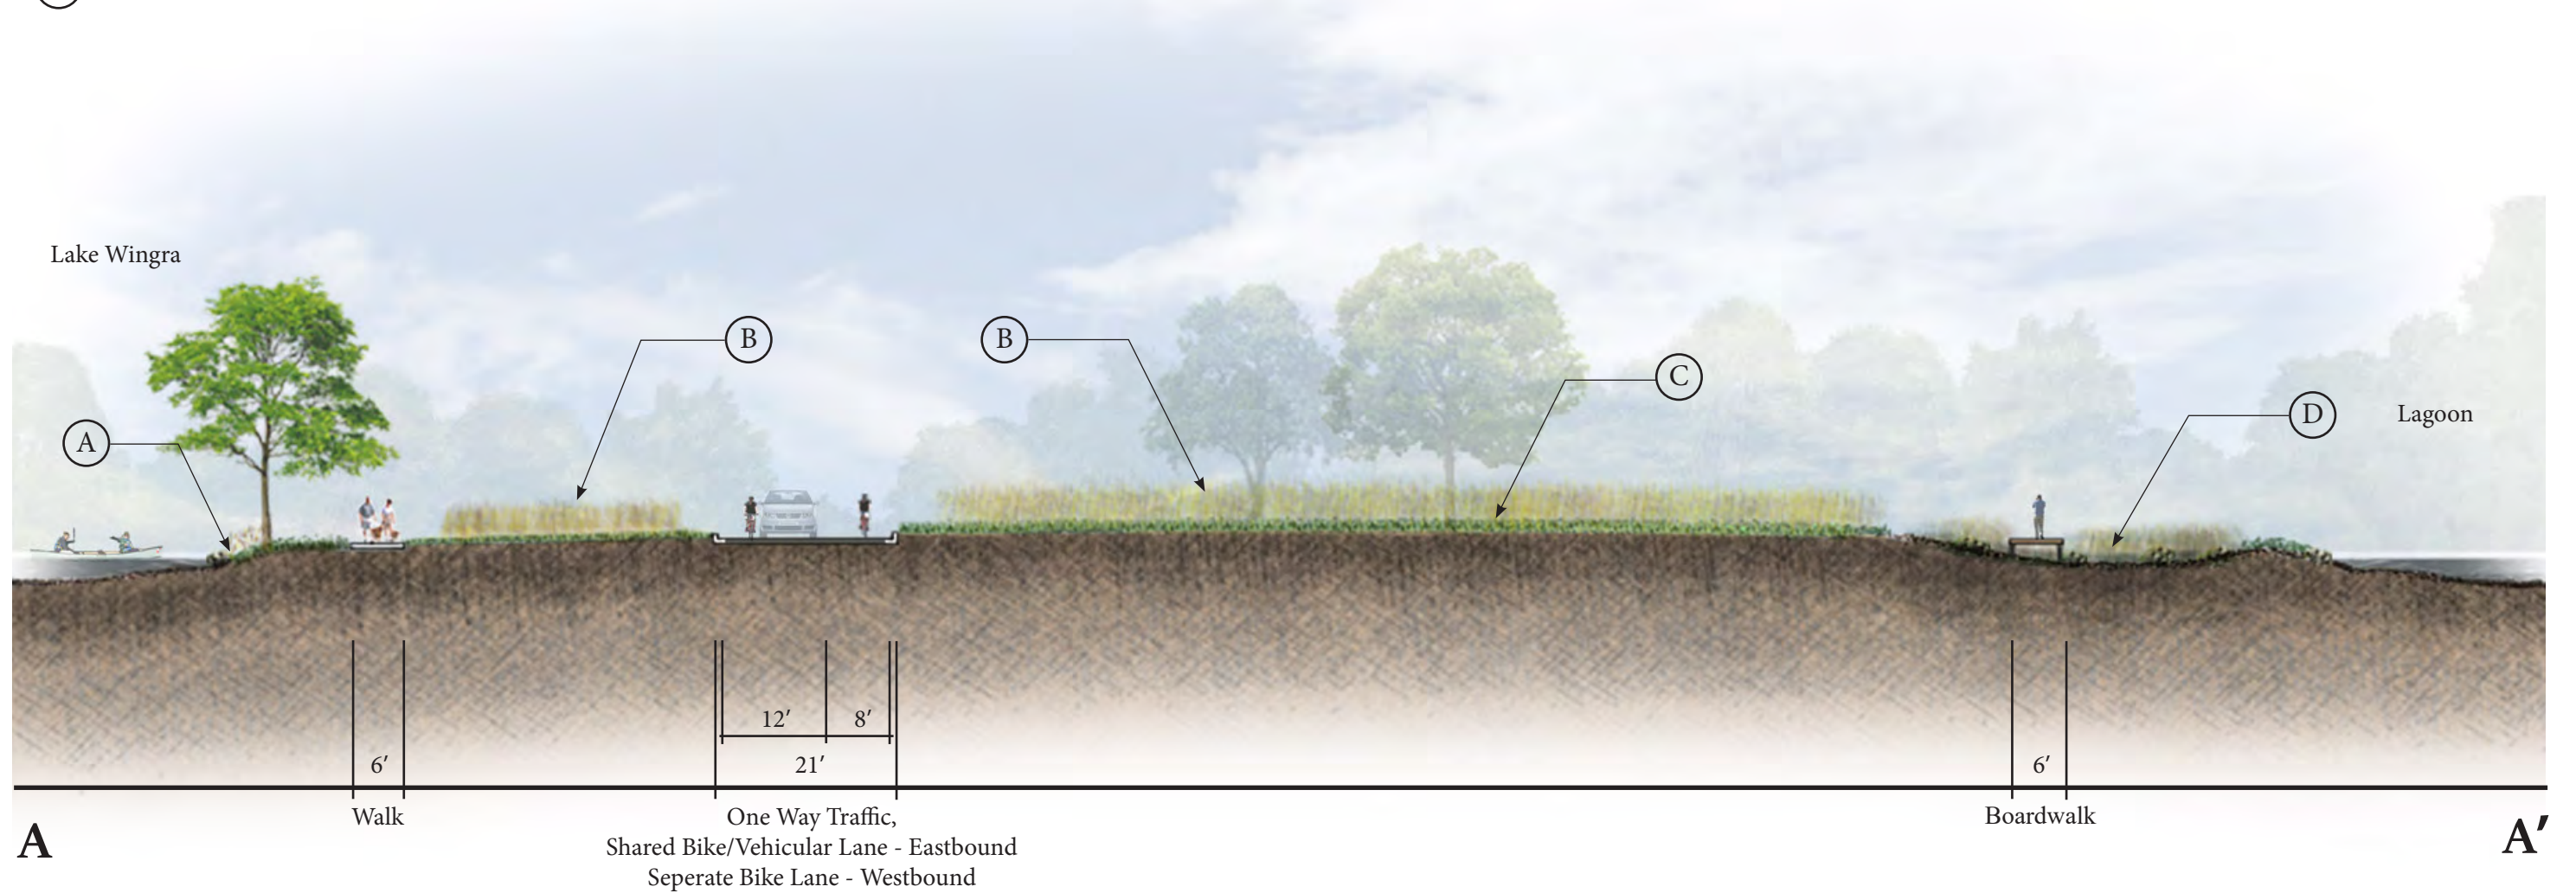 Lake Wingra
B
B
C
A
D
Lagoon
12′
8′
6′
21′
6′
Walk
One Way Traffic,
Shared Bike/Vehicular Lane - Eastbound
Seperate Bike Lane - Westbound
Boardwalk
A
A′